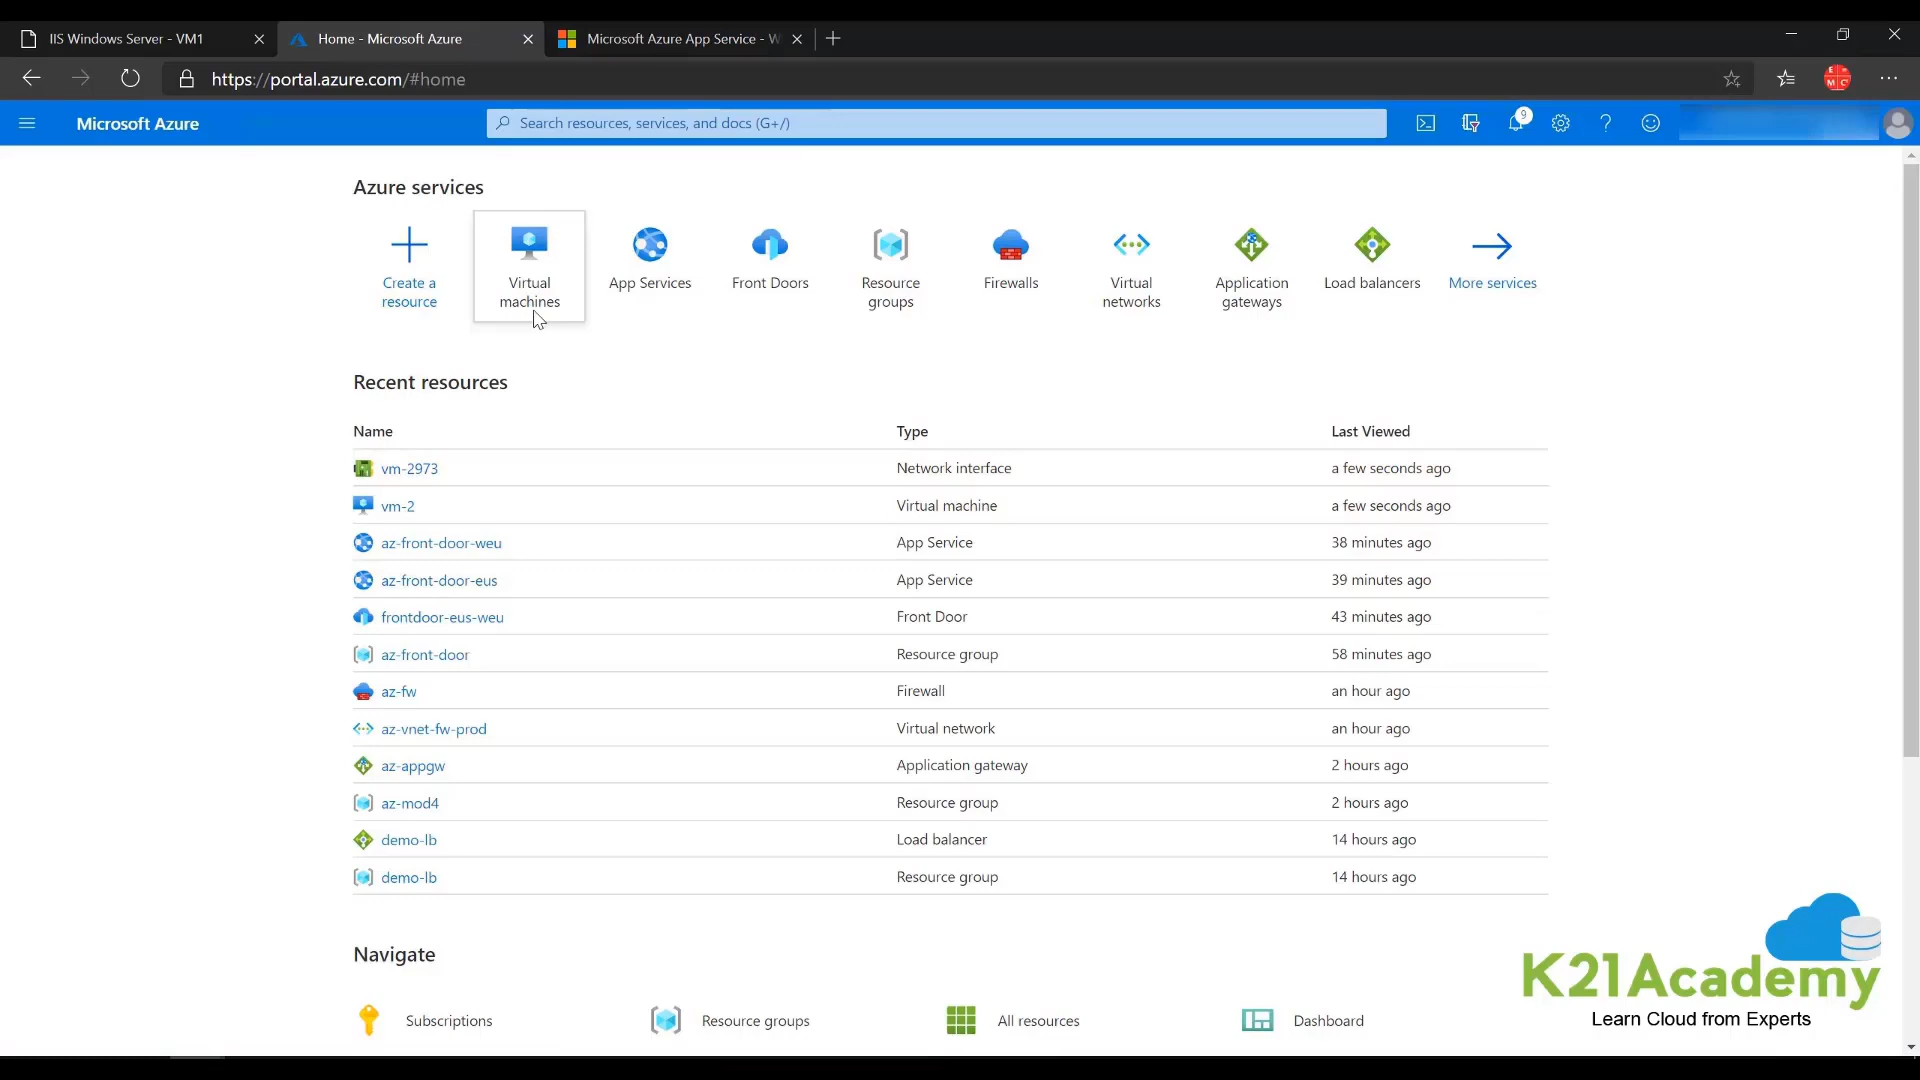 IIS Windows Server - VM1
Home - Microsoft Azure
Microsoft Azure App Service - W
https://portal.azure.com/#home
Microsoft Azure
Search resources, services, and docs (G+/)
9
Azure services
Create a resource
Virtual machines
App Services
Front Doors
Resource groups
Firewalls
Virtual networks
Application gateways
Load balancers
More services
Recent resources
Name Type Last Viewed
vm-2973 Network interface a few seconds ago
vm-2 Virtual machine a few seconds ago
az-front-door-weu App Service 38 minutes ago
az-front-door-eus App Service 39 minutes ago
frontdoor-eus-weu Front Door 43 minutes ago
az-front-door Resource group 58 minutes ago
az-fw Firewall an hour ago
az-vnet-fw-prod Virtual network an hour ago
az-appgw Application gateway 2 hours ago
az-mod4 Resource group 2 hours ago
demo-lb Load balancer 14 hours ago
demo-lb Resource group 14 hours ago
Navigate
Subscriptions Resource groups All resources Dashboard
K21Academy
Learn Cloud from Experts